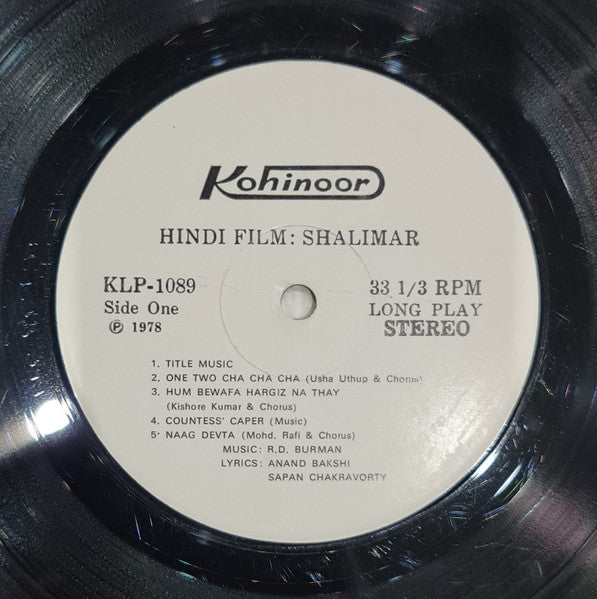 Kohinoor
HINDI FILM: SHALIMAR
KLP-1089
Side One
℗ 1978
33 1/3 RPM
LONG PLAY
STEREO
1. TITLE MUSIC
2. ONE TWO CHA CHA CHA (Usha Uthup & Chorus)
3. HUM BEWAFA HARGIZ NA THAY
(Kishore Kumar & Chorus)
4. COUNTESS' CAPER (Music)
5· NAAG DEVTA (Mohd. Rafi & Chorus)
MUSIC: R.D. BURMAN
LYRICS: ANAND BAKSHI
SAPAN CHAKRAVORTY